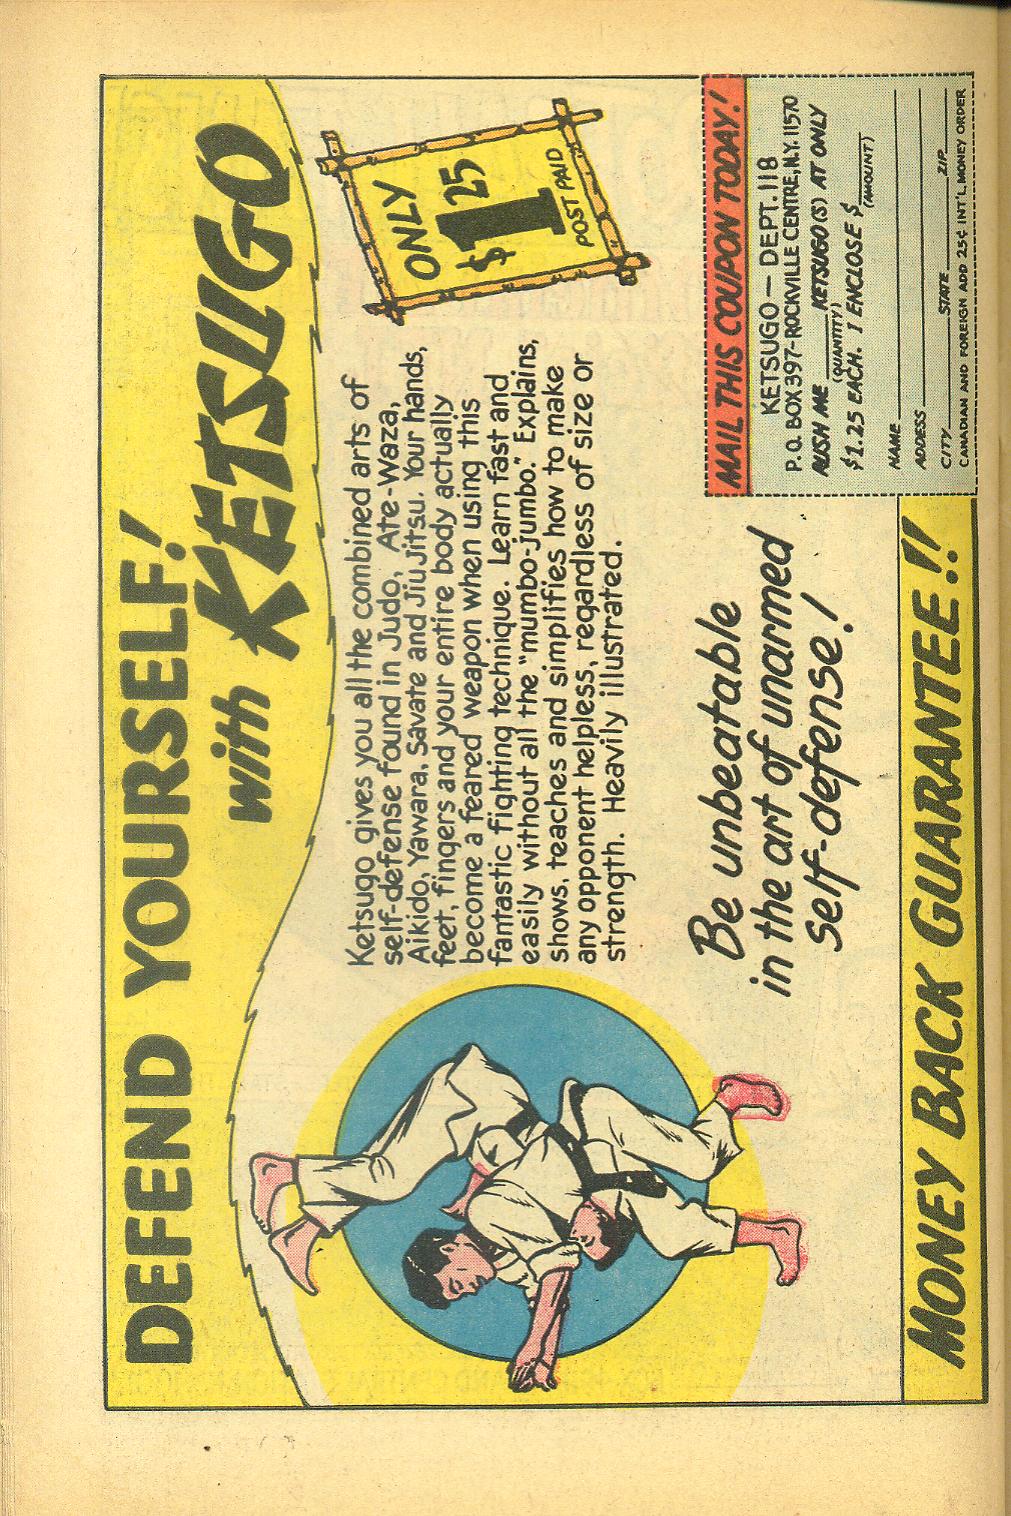 DEFEND YOURSELF!
with KETSUGO
Ketsugo gives you all the combined arts of
self-defense found in Judo, Ate-Waza,
Aikido, Yawara, Savate and JiuJitsu. Your hands,
feet, fingers and your entire body actually
become a feared weapon when using this
fantastic fighting technique. Learn fast and
easily without all the "mumbo-jumbo." Explains,
shows, teaches and simplifies how to make
any opponent helpless, regardless of size or
strength. Heavily illustrated.
ONLY
$1 25
POST PAID
Be unbeatable
in the art of unarmed
self-defense!
MAIL THIS COUPON TODAY!
KETSUGO — DEPT. 118
P.O. BOX 397-ROCKVILLE CENTRE, N.Y. 11570
RUSH ME ____ KETSUGO(S) AT ONLY
(QUANTITY)
$1.25 EACH. I ENCLOSE $____
(AMOUNT)
NAME
ADDESS
CITY STATE ZIP
CANADIAN AND FOREIGN ADD 25¢ INT'L MONEY ORDER
MONEY BACK GUARANTEE!!